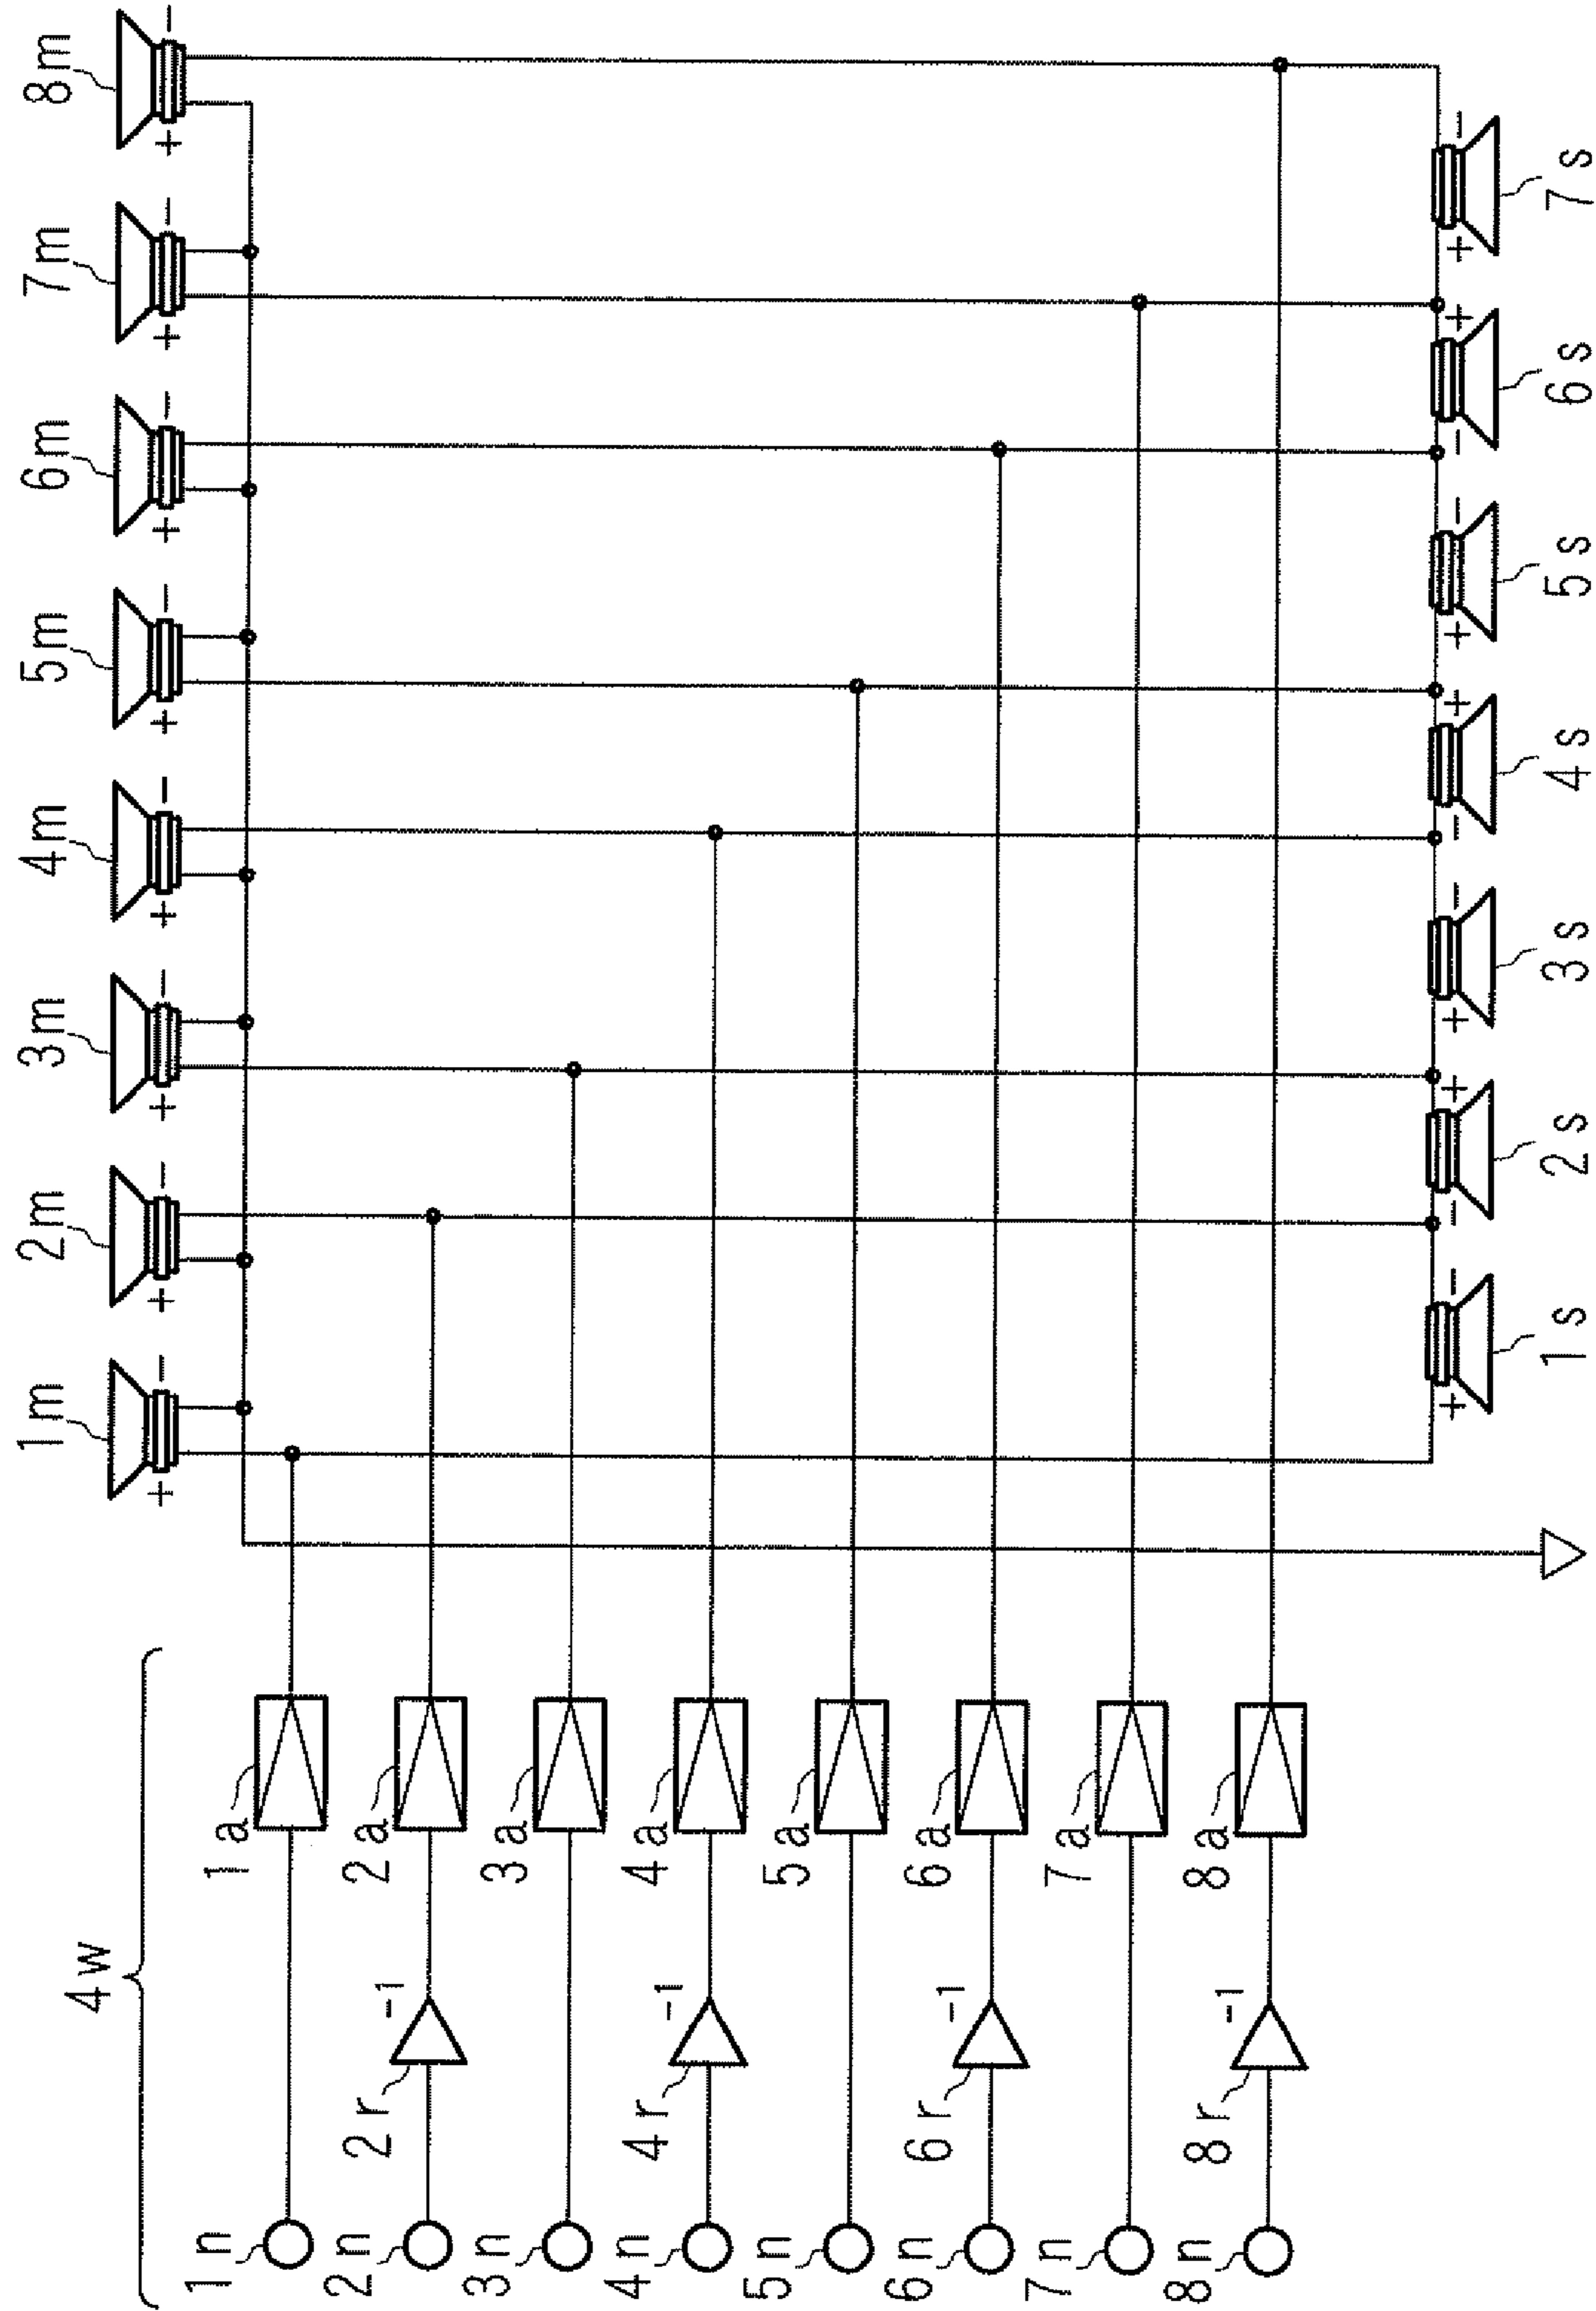 4w
1n
1a
2n
2r
-1
2a
3n
3a
4n
4r
-1
4a
5n
5a
6n
6r
-1
6a
7n
7a
8n
8r
-1
8a
1m
+ −
2m
+ −
3m
+ −
4m
+ −
5m
+ −
6m
+ −
7m
+ −
8m
+ −
+ −
1s
− +
2s
+ −
3s
− +
4s
+ −
5s
− +
6s
+ −
7s